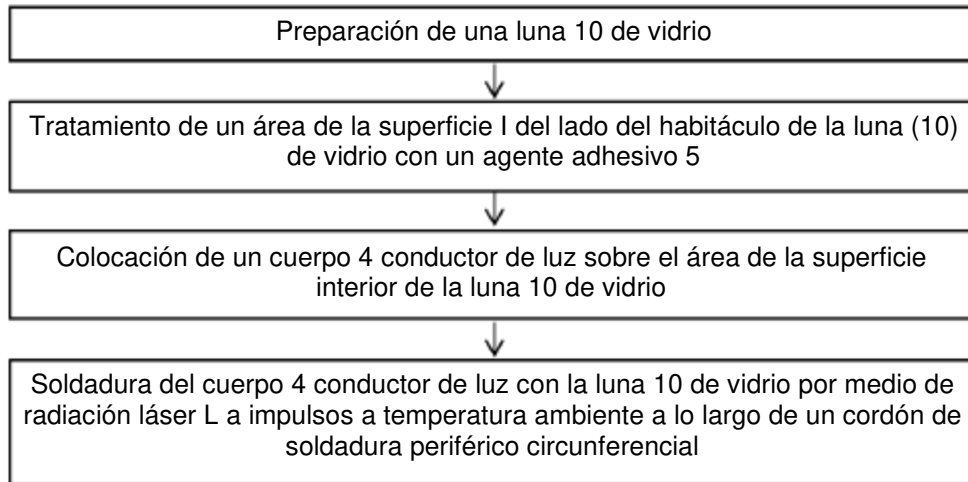 Preparación de una luna 10 de vidrio
Tratamiento de un área de la superficie I del lado del habitáculo de la luna (10)
de vidrio con un agente adhesivo 5
Colocación de un cuerpo 4 conductor de luz sobre el área de la superficie
interior de la luna 10 de vidrio
Soldadura del cuerpo 4 conductor de luz con la luna 10 de vidrio por medio de
radiación láser L a impulsos a temperatura ambiente a lo largo de un cordón de
soldadura periférico circunferencial